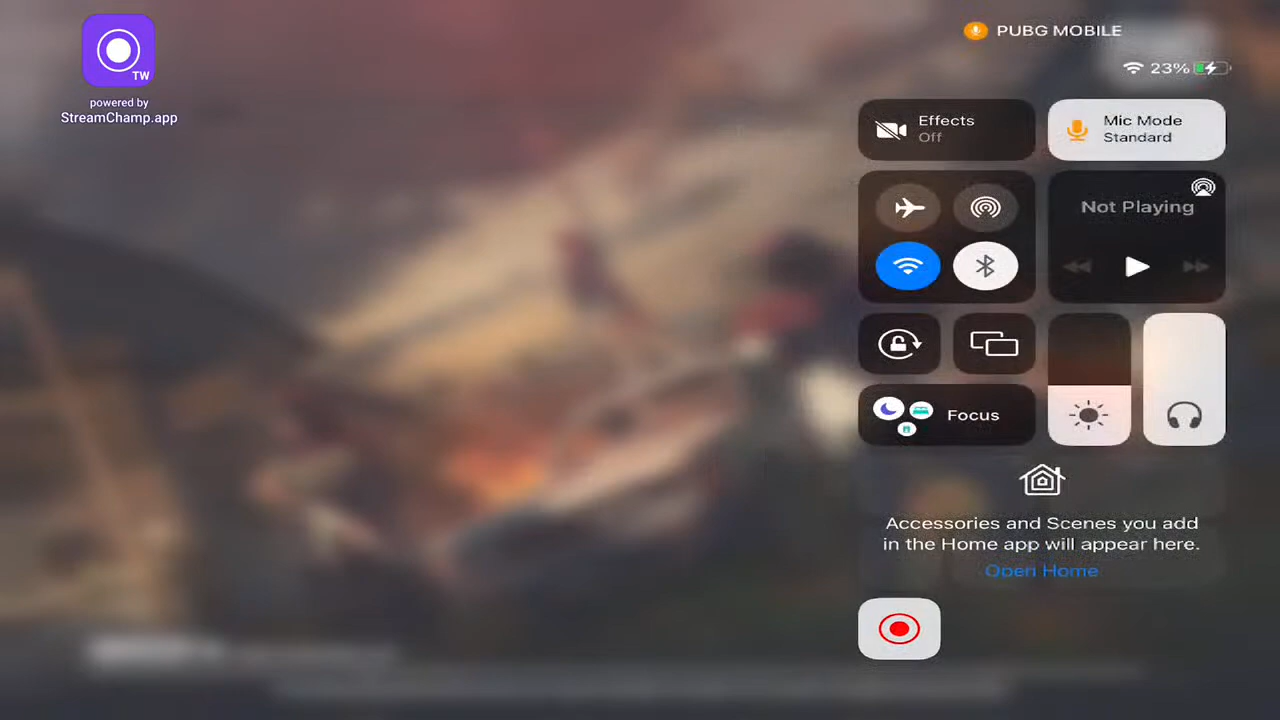 TW
powered by
StreamChamp.app
PUBG MOBILE
23%
Effects
Off
Mic Mode
Standard
Not Playing
Focus
Accessories and Scenes you add
in the Home app will appear here.
Open Home